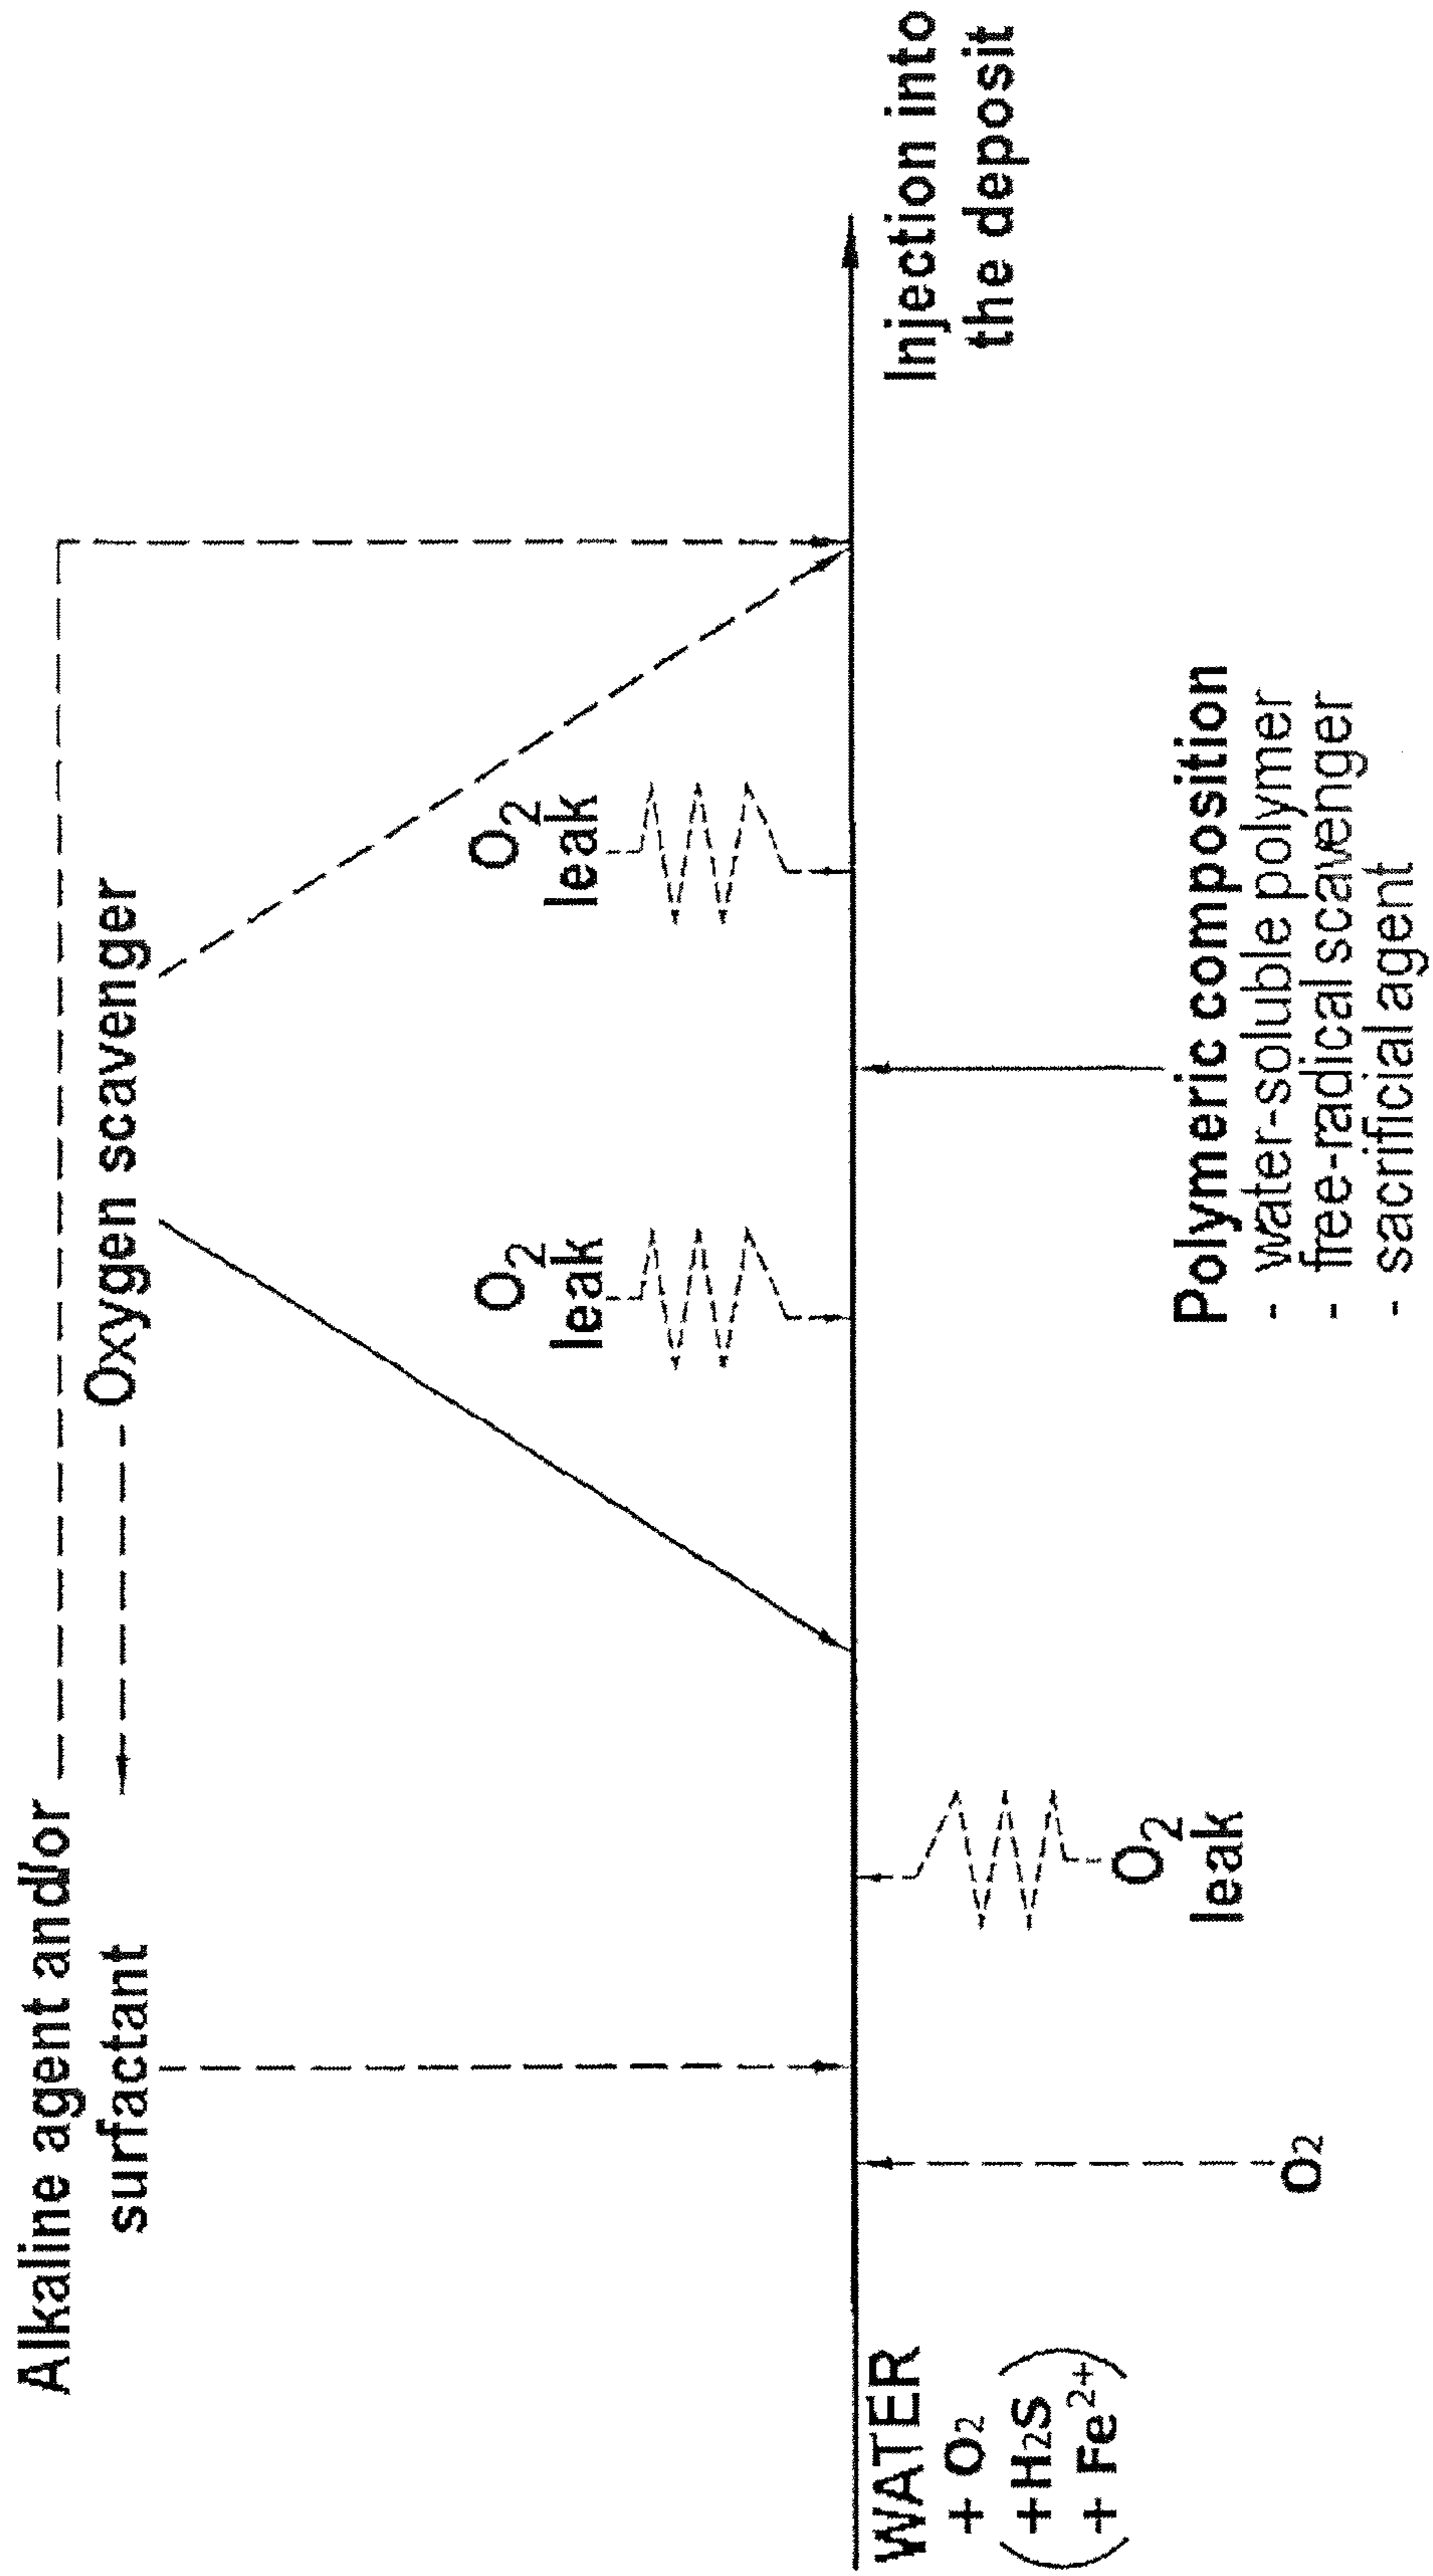 Alkaline agent and/or
surfactant
Oxygen scavenger
O₂
leak
O₂
leak
WATER
+ O₂
(+H₂S
+ Fe²⁺)
O₂
O₂
leak
Injection into
the deposit
Polymeric composition
- water-soluble polymer
- free-radical scavenger
- sacrificial agent